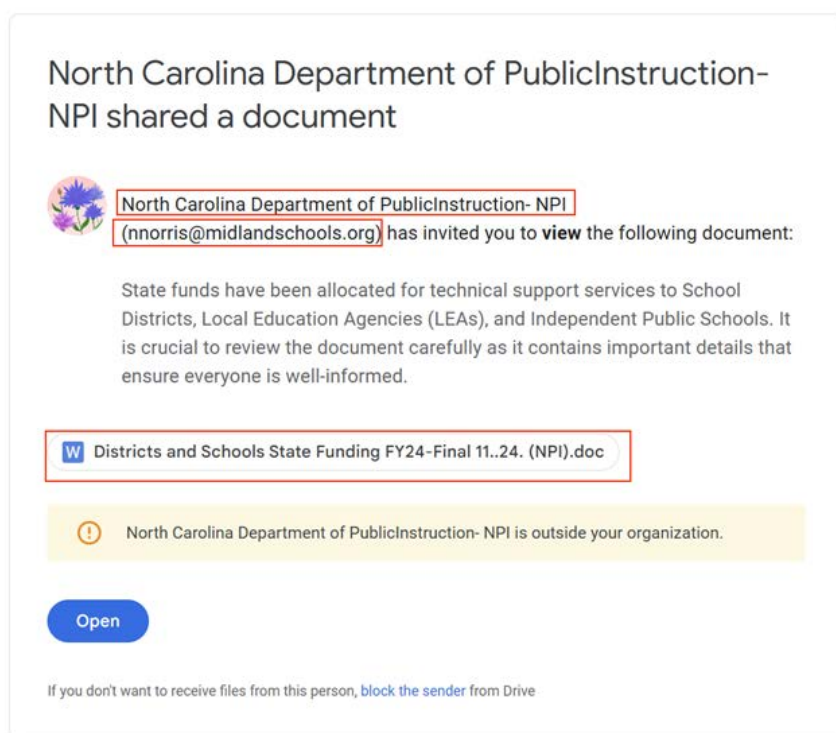 North Carolina Department of PublicInstruction-
NPI shared a document
North Carolina Department of PublicInstruction- NPI
(nnorris@midlandschools.org) has invited you to view the following document:
State funds have been allocated for technical support services to School
Districts, Local Education Agencies (LEAs), and Independent Public Schools. It
is crucial to review the document carefully as it contains important details that
ensure everyone is well-informed.
W Districts and Schools State Funding FY24-Final 11..24. (NPI).doc
North Carolina Department of PublicInstruction- NPI is outside your organization.
Open
If you don't want to receive files from this person, block the sender from Drive